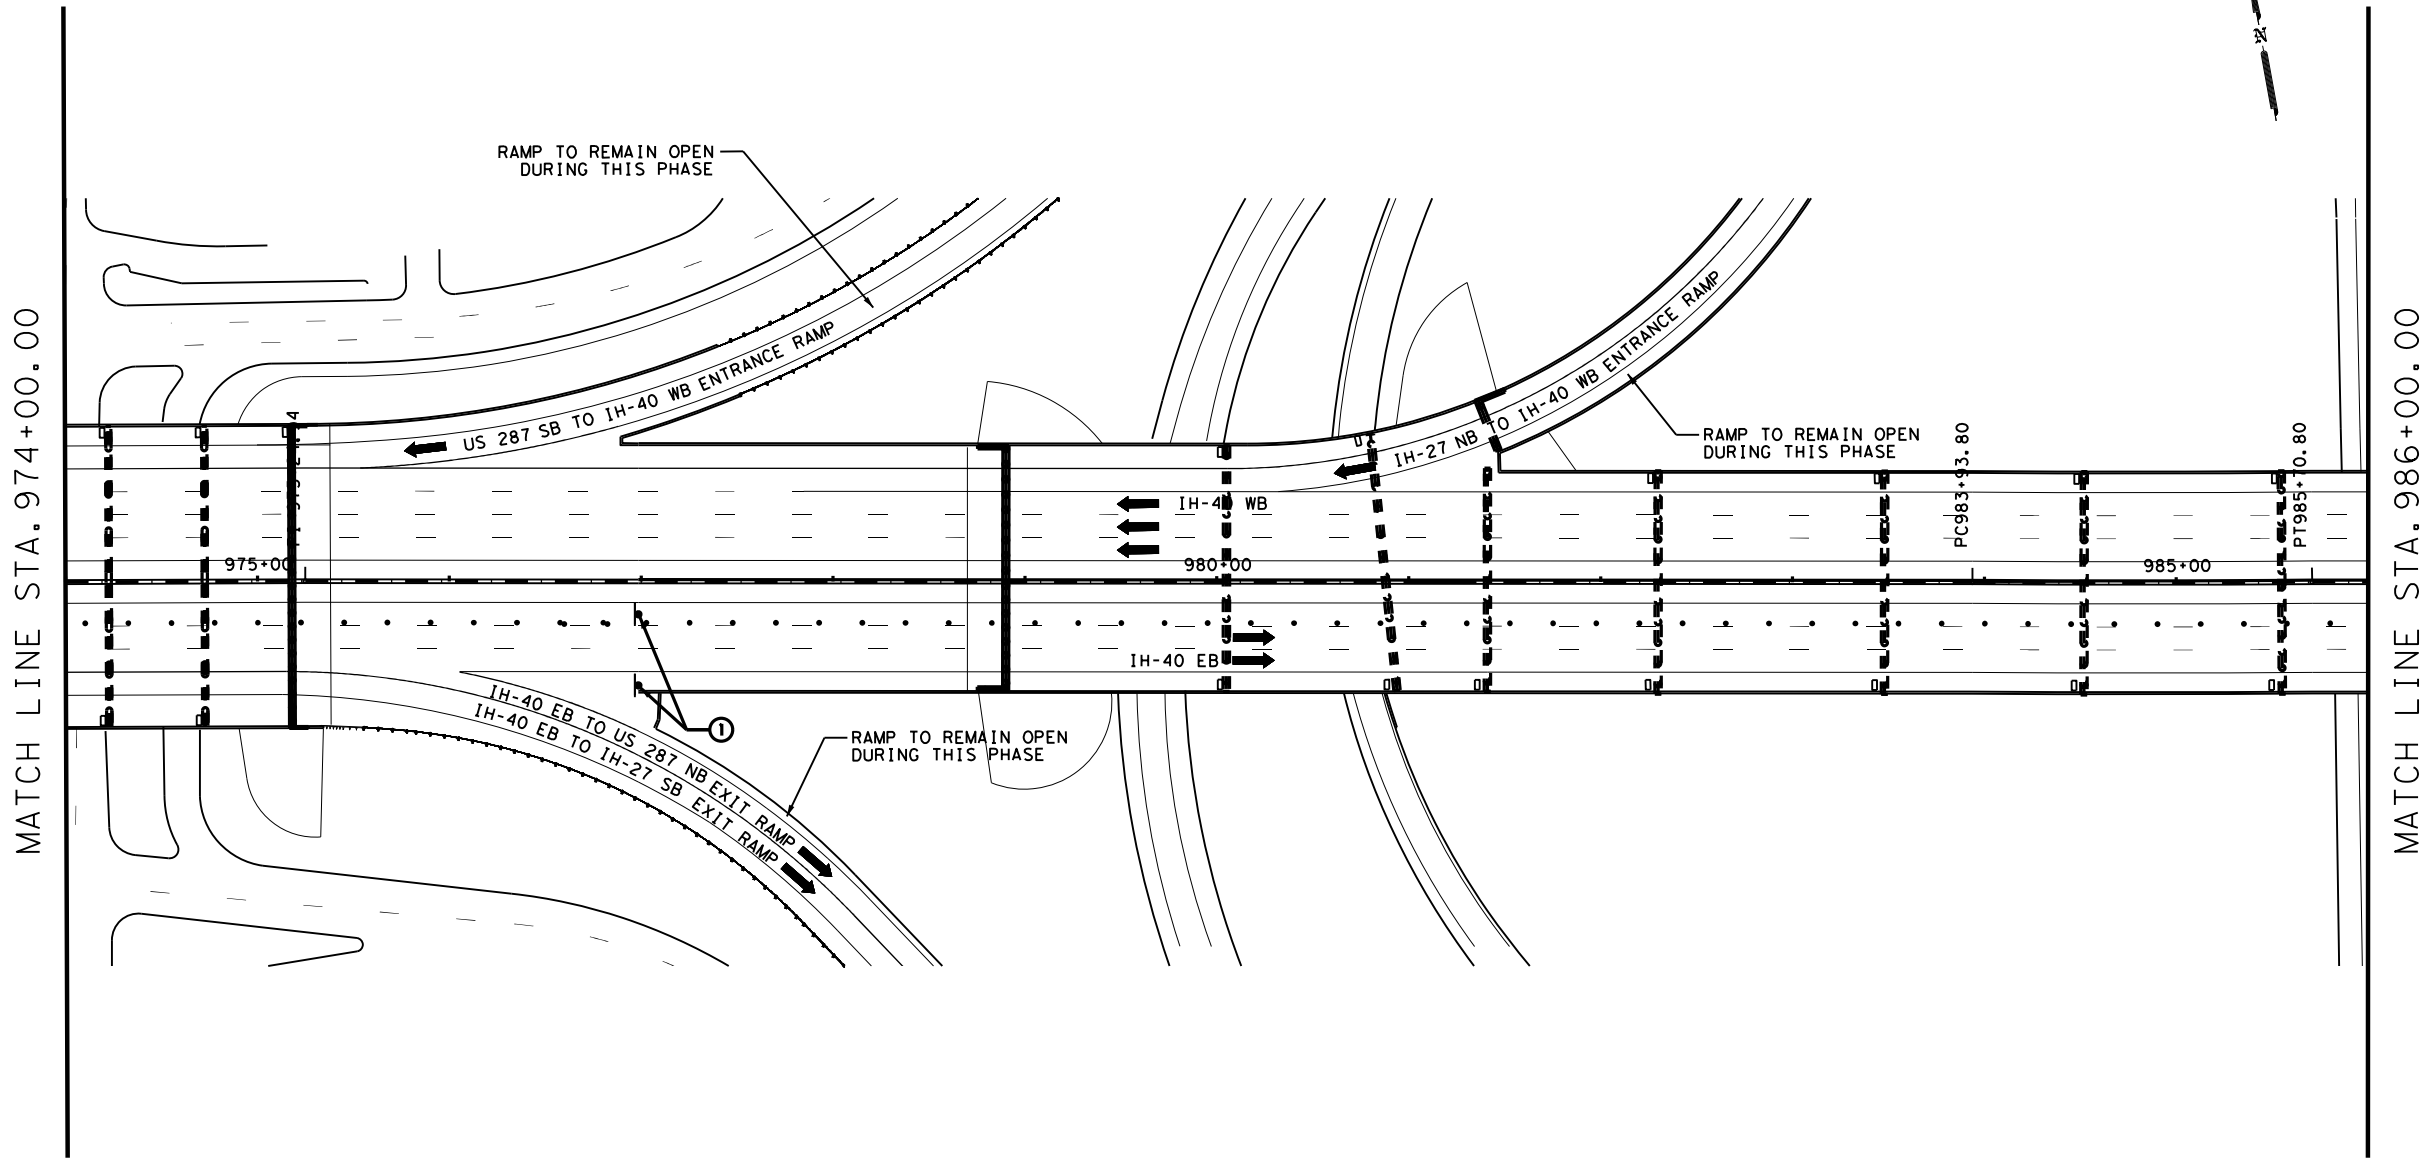 MATCH LINE STA. 974+00.00
RAMP TO REMAIN OPEN
DURING THIS PHASE
US 287 SB TO IH-40 WB ENTRANCE RAMP
IH-27 NB TO IH-40 WB ENTRANCE RAMP
RAMP TO REMAIN OPEN
DURING THIS PHASE
IH-40 WB
975+00
980+00
985+00
PC983+93.80
PT985+70.80
IH-40 EB
IH-40 EB TO US 287 NB EXIT RAMP
IH-40 EB TO IH-27 SB EXIT RAMP
1
RAMP TO REMAIN OPEN
DURING THIS PHASE
MATCH LINE STA. 986+00.00